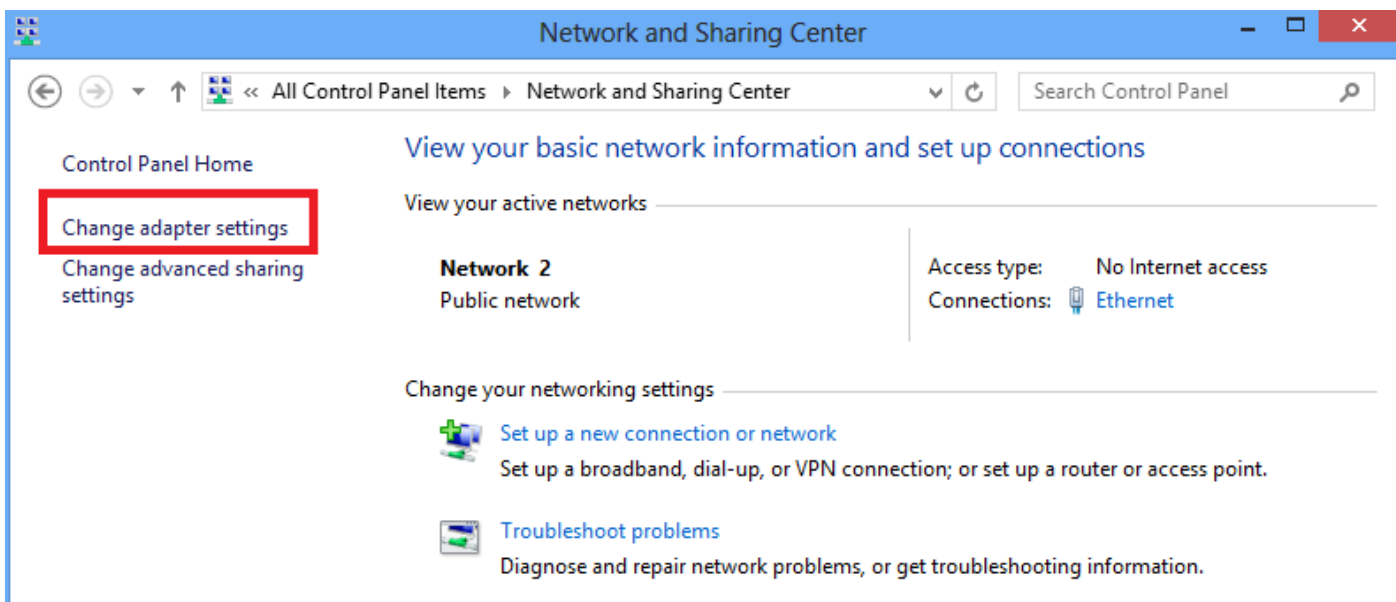 Network and Sharing Center
« All Control Panel Items Network and Sharing Center
Search Control Panel
Control Panel Home
Change adapter settings
Change advanced sharing
settings
View your basic network information and set up connections
View your active networks
Network 2
Public network
Access type: No Internet access
Connections: Ethernet
Change your networking settings
Set up a new connection or network
Set up a broadband, dial-up, or VPN connection; or set up a router or access point.
Troubleshoot problems
Diagnose and repair network problems, or get troubleshooting information.